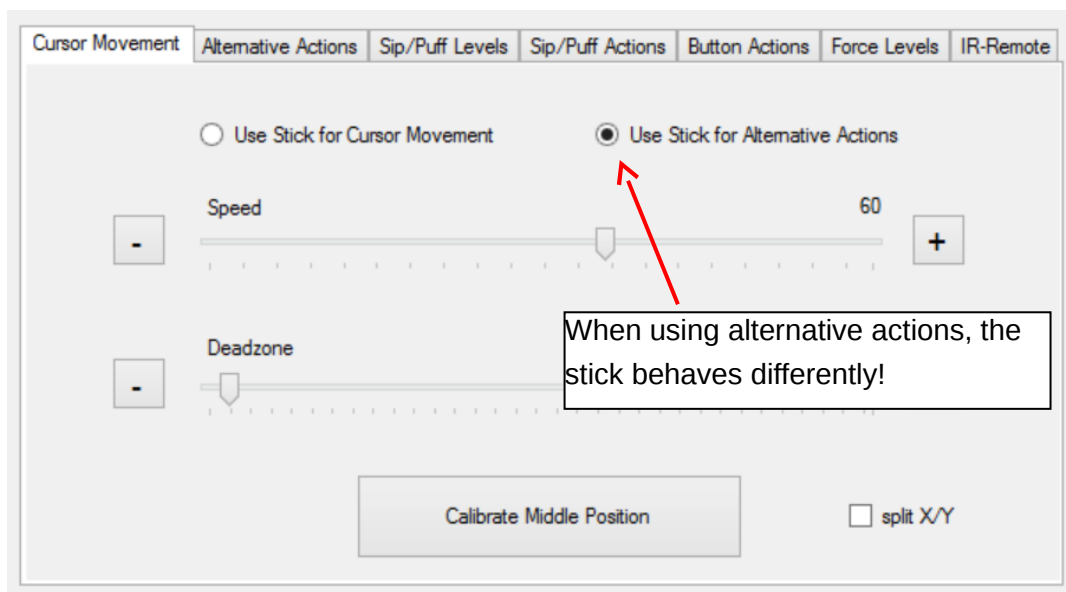 Cursor Movement Alternative Actions Sip/Puff Levels Sip/Puff Actions Button Actions Force Levels IR-Remote
Use Stick for Cursor Movement Use Stick for Alternative Actions
Speed 60
- +
Deadzone
When using alternative actions, the
stick behaves differently!
-
Calibrate Middle Position split X/Y